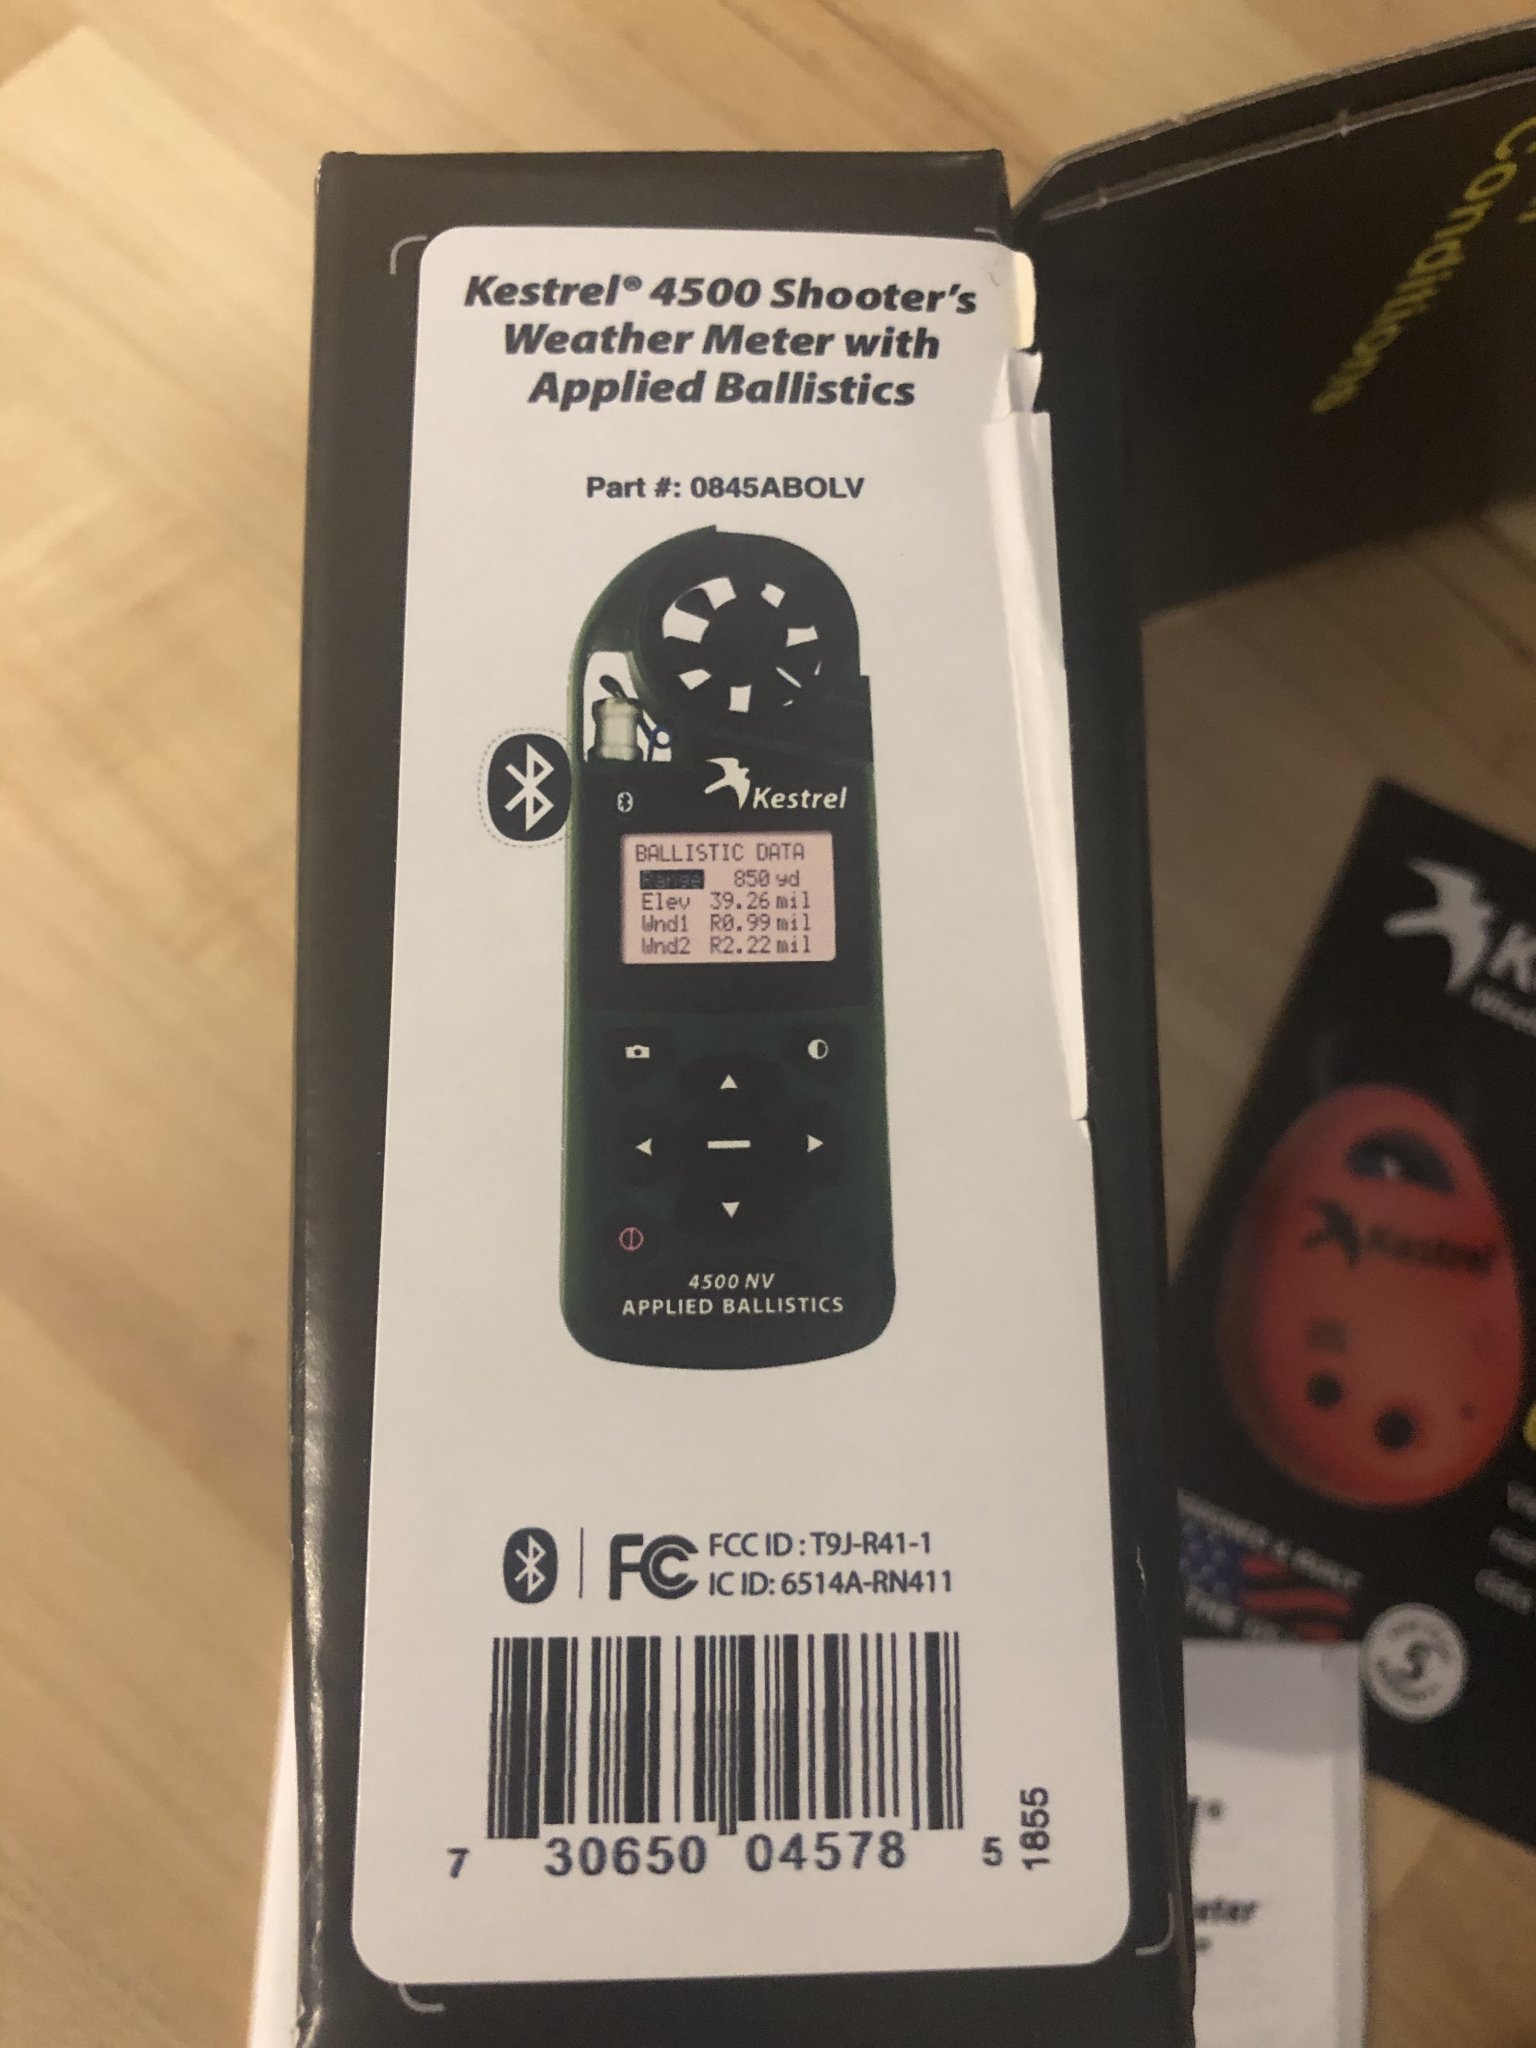 Kestrel® 4500 Shooter's
Weather Meter with
Applied Ballistics
Part #: 0845ABOLV
Kestrel
BALLISTIC DATA
Range 850 yd
Elev 39.26 mil
Wnd1 R0.99 mil
Wnd2 R2.22 mil
4500 NV
APPLIED BALLISTICS
FC FCC ID : T9J-R41-1
IC ID: 6514A-RN411
7 30650 04578 5
1855
Conditions
Kestrel